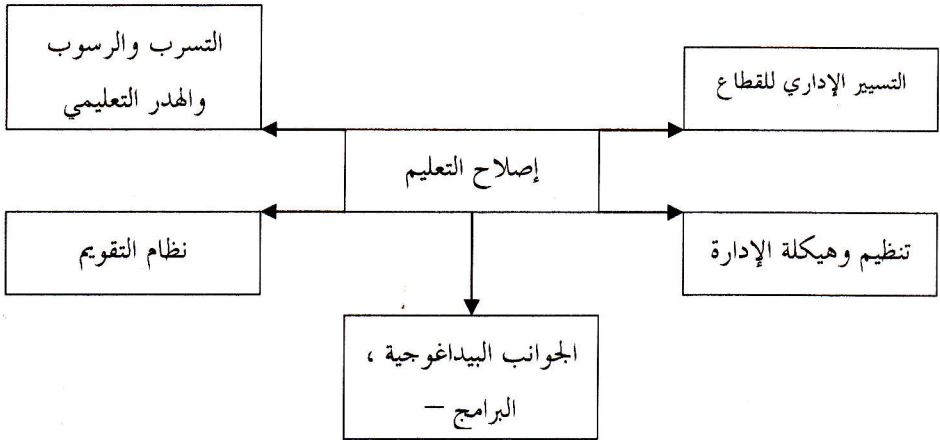 التسيير الإداري للقطاع
التسرب والرسوب
والهدر التعليمي
إصلاح التعليم
تنظيم وهيكلة الإدارة
نظام التقويم
الجوانب البيداغوجية ،
البرامج –